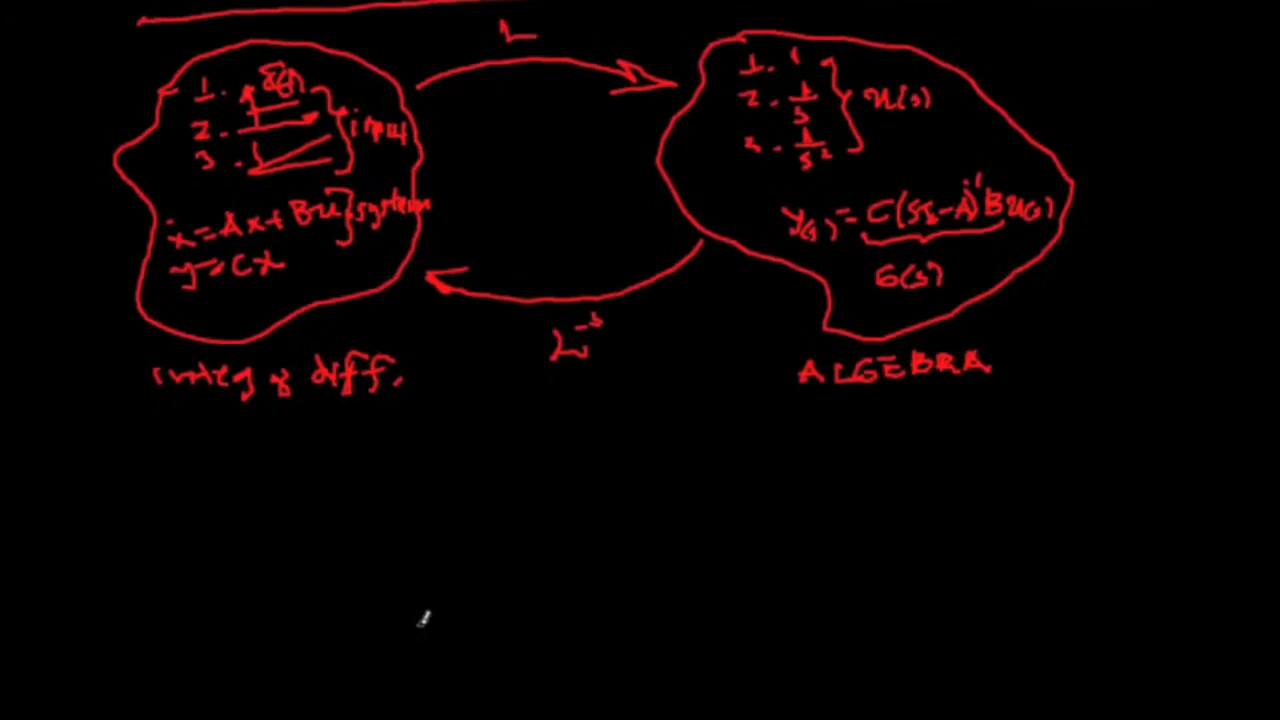 L
1. δ(t)
2.
3.
input
ẋ = Ax + Bu } system
y = Cx
integ & diff.
L⁻¹
1. 1
2. 1/s
3. 1/s²
} u(s)
y(s) = C(sI-A)⁻¹Bu(s)
G(s)
ALGEBRA